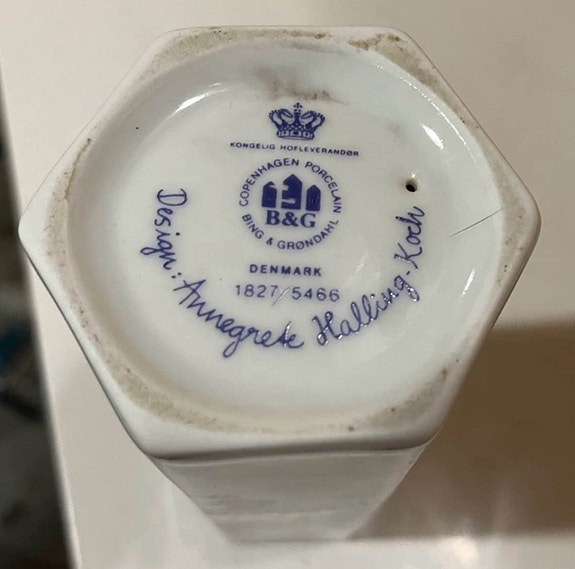 KONGELIG HOFLEVERANDØR
COPENHAGEN PORCELAIN
B&G
BING & GRØNDAHL
DENMARK
1827/5466
Design: Annegrete Halling-Koch